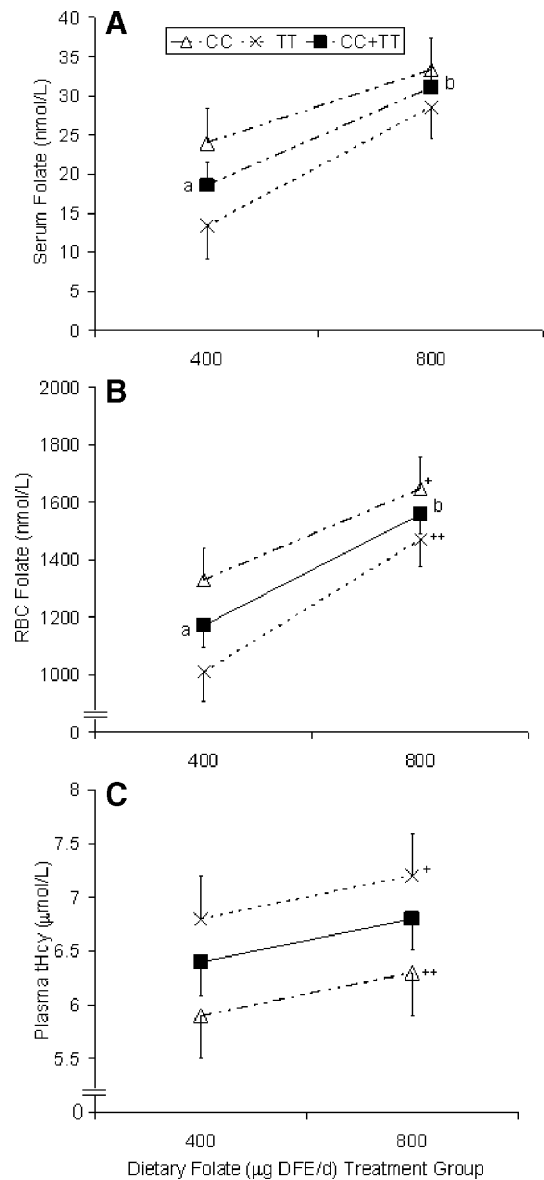 A
CC TT CC+TT
40
35
30
25
20
15
10
5
0
Serum Folate (nmol/L)
a
b
400 800
B
2000
1800
1600
1400
1200
1000
0
RBC Folate (nmol/L)
a
+
b
++
400 800
C
8
7.5
7
6.5
6
5.5
0
Plasma tHcy (μmol/L)
+
++
400 800
Dietary Folate (μg DFE/d) Treatment Group